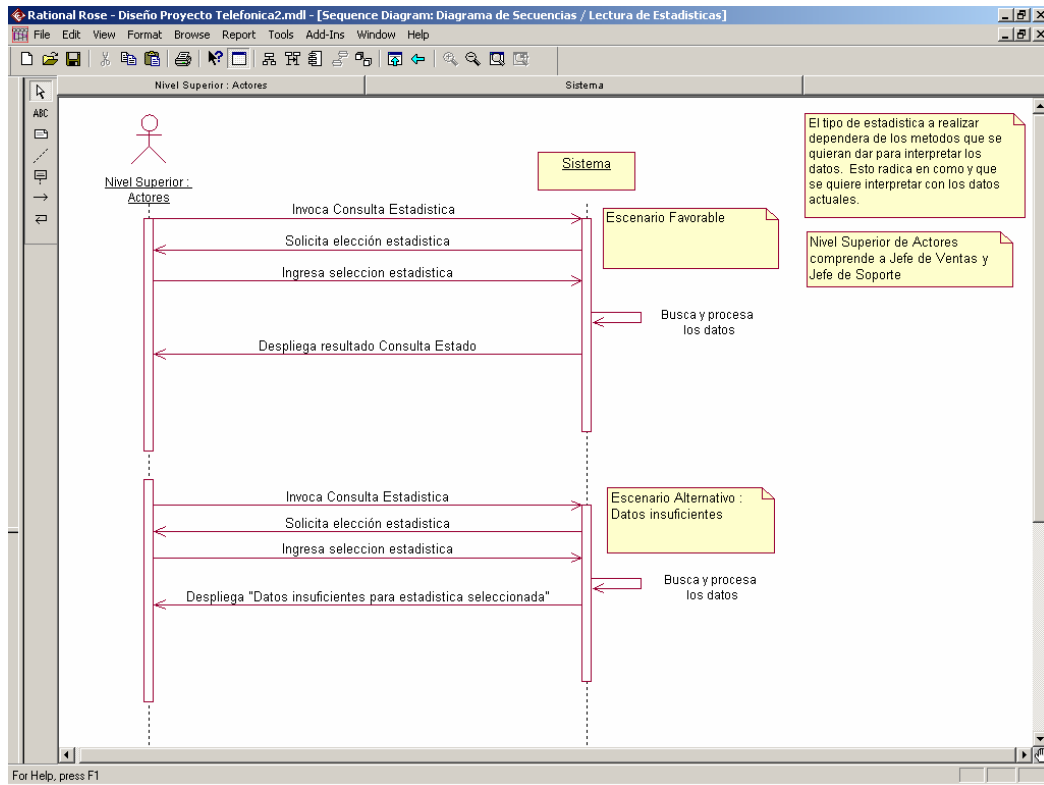 Rational Rose - Diseño Proyecto Telefonica2.mdl - [Sequence Diagram: Diagrama de Secuencias / Lectura de Estadisticas]
File Edit View Format Browse Report Tools Add-Ins Window Help
Nivel Superior : Actores
Sistema
ABC
Nivel Superior :
Actores
Sistema
El tipo de estadistica a realizar
dependera de los metodos que se
quieran dar para interpretar los
datos. Esto radica en como y que
se quiere interpretar con los datos
actuales.
Invoca Consulta Estadistica
Escenario Favorable
Solicita elección estadistica
Nivel Superior de Actores
comprende a Jefe de Ventas y
Jefe de Soporte
Ingresa seleccion estadistica
Busca y procesa
los datos
Despliega resultado Consulta Estado
Invoca Consulta Estadistica
Escenario Alternativo :
Datos insuficientes
Solicita elección estadistica
Ingresa seleccion estadistica
Busca y procesa
los datos
Despliega "Datos insuficientes para estadistica seleccionada"
For Help, press F1